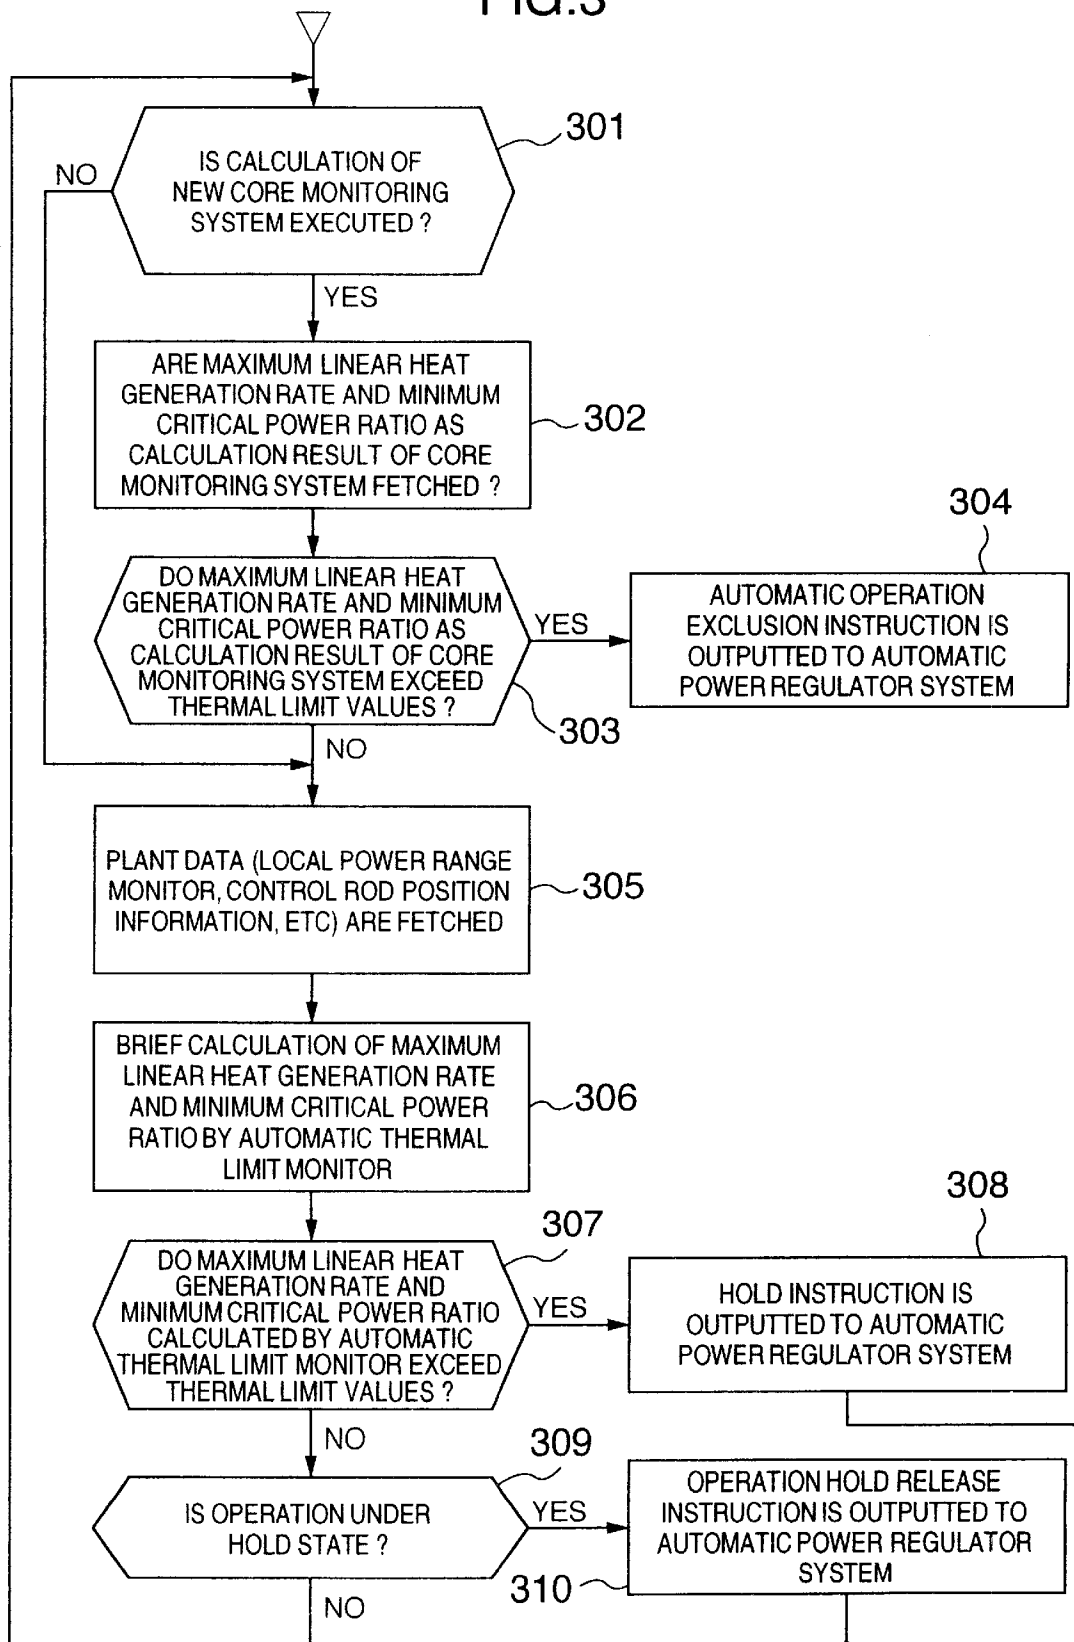 FIG.3
301
IS CALCULATION OF
NEW CORE MONITORING
SYSTEM EXECUTED ?
NO
YES
ARE MAXIMUM LINEAR HEAT
GENERATION RATE AND MINIMUM
CRITICAL POWER RATIO AS
CALCULATION RESULT OF CORE
MONITORING SYSTEM FETCHED ?
302
304
DO MAXIMUM LINEAR HEAT
GENERATION RATE AND MINIMUM
CRITICAL POWER RATIO AS
CALCULATION RESULT OF CORE
MONITORING SYSTEM EXCEED
THERMAL LIMIT VALUES ?
YES
303
AUTOMATIC OPERATION
EXCLUSION INSTRUCTION IS
OUTPUTTED TO AUTOMATIC
POWER REGULATOR SYSTEM
NO
PLANT DATA (LOCAL POWER RANGE
MONITOR, CONTROL ROD POSITION
INFORMATION, ETC) ARE FETCHED
305
BRIEF CALCULATION OF MAXIMUM
LINEAR HEAT GENERATION RATE
AND MINIMUM CRITICAL POWER
RATIO BY AUTOMATIC THERMAL
LIMIT MONITOR
306
307
308
DO MAXIMUM LINEAR HEAT
GENERATION RATE AND
MINIMUM CRITICAL POWER RATIO
CALCULATED BY AUTOMATIC
THERMAL LIMIT MONITOR EXCEED
THERMAL LIMIT VALUES ?
YES
HOLD INSTRUCTION IS
OUTPUTTED TO AUTOMATIC
POWER REGULATOR SYSTEM
NO
309
IS OPERATION UNDER
HOLD STATE ?
YES
OPERATION HOLD RELEASE
INSTRUCTION IS OUTPUTTED TO
AUTOMATIC POWER REGULATOR
SYSTEM
310
NO